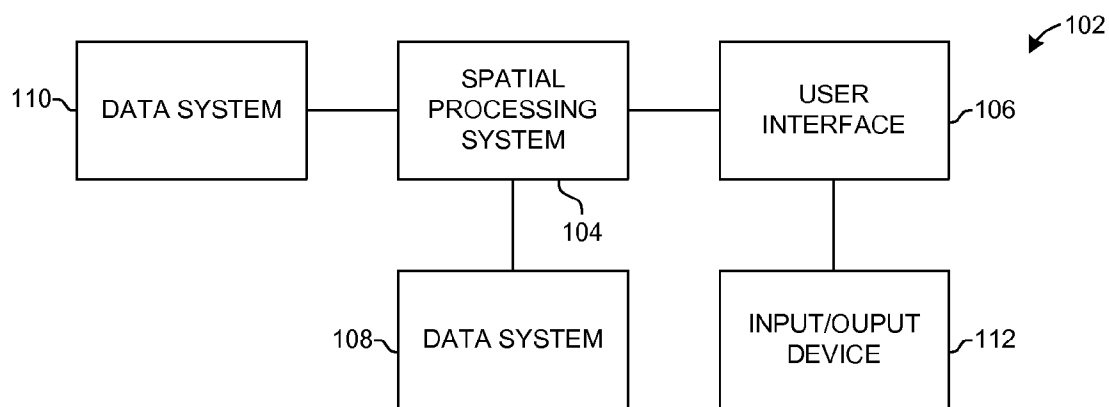 102
110
DATA SYSTEM
SPATIAL
PROCESSING
SYSTEM
USER
INTERFACE
106
104
108
DATA SYSTEM
INPUT/OUPUT
DEVICE
112